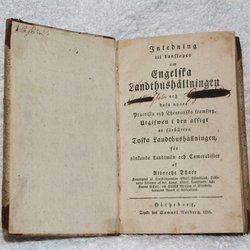 Inledning
til kunskapen
om
Engelska
Landthushållningen
och
dess nyare
Practiska och Theoretiska framsteg,
Utgifwen i den afsigt
at förbättra
Tyska Landthushållningen,
för
tänkande Landtmän och Cameralister
af
Albrecht Thaer
Götheborg,
Tryckt hos Samuel Norberg,